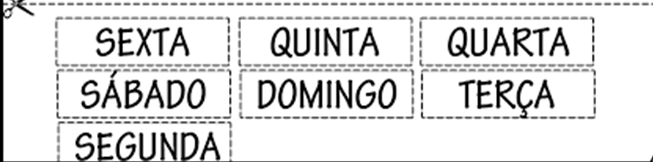 SEXTA QUINTA QUARTA
SÁBADO DOMINGO TERÇA
SEGUNDA